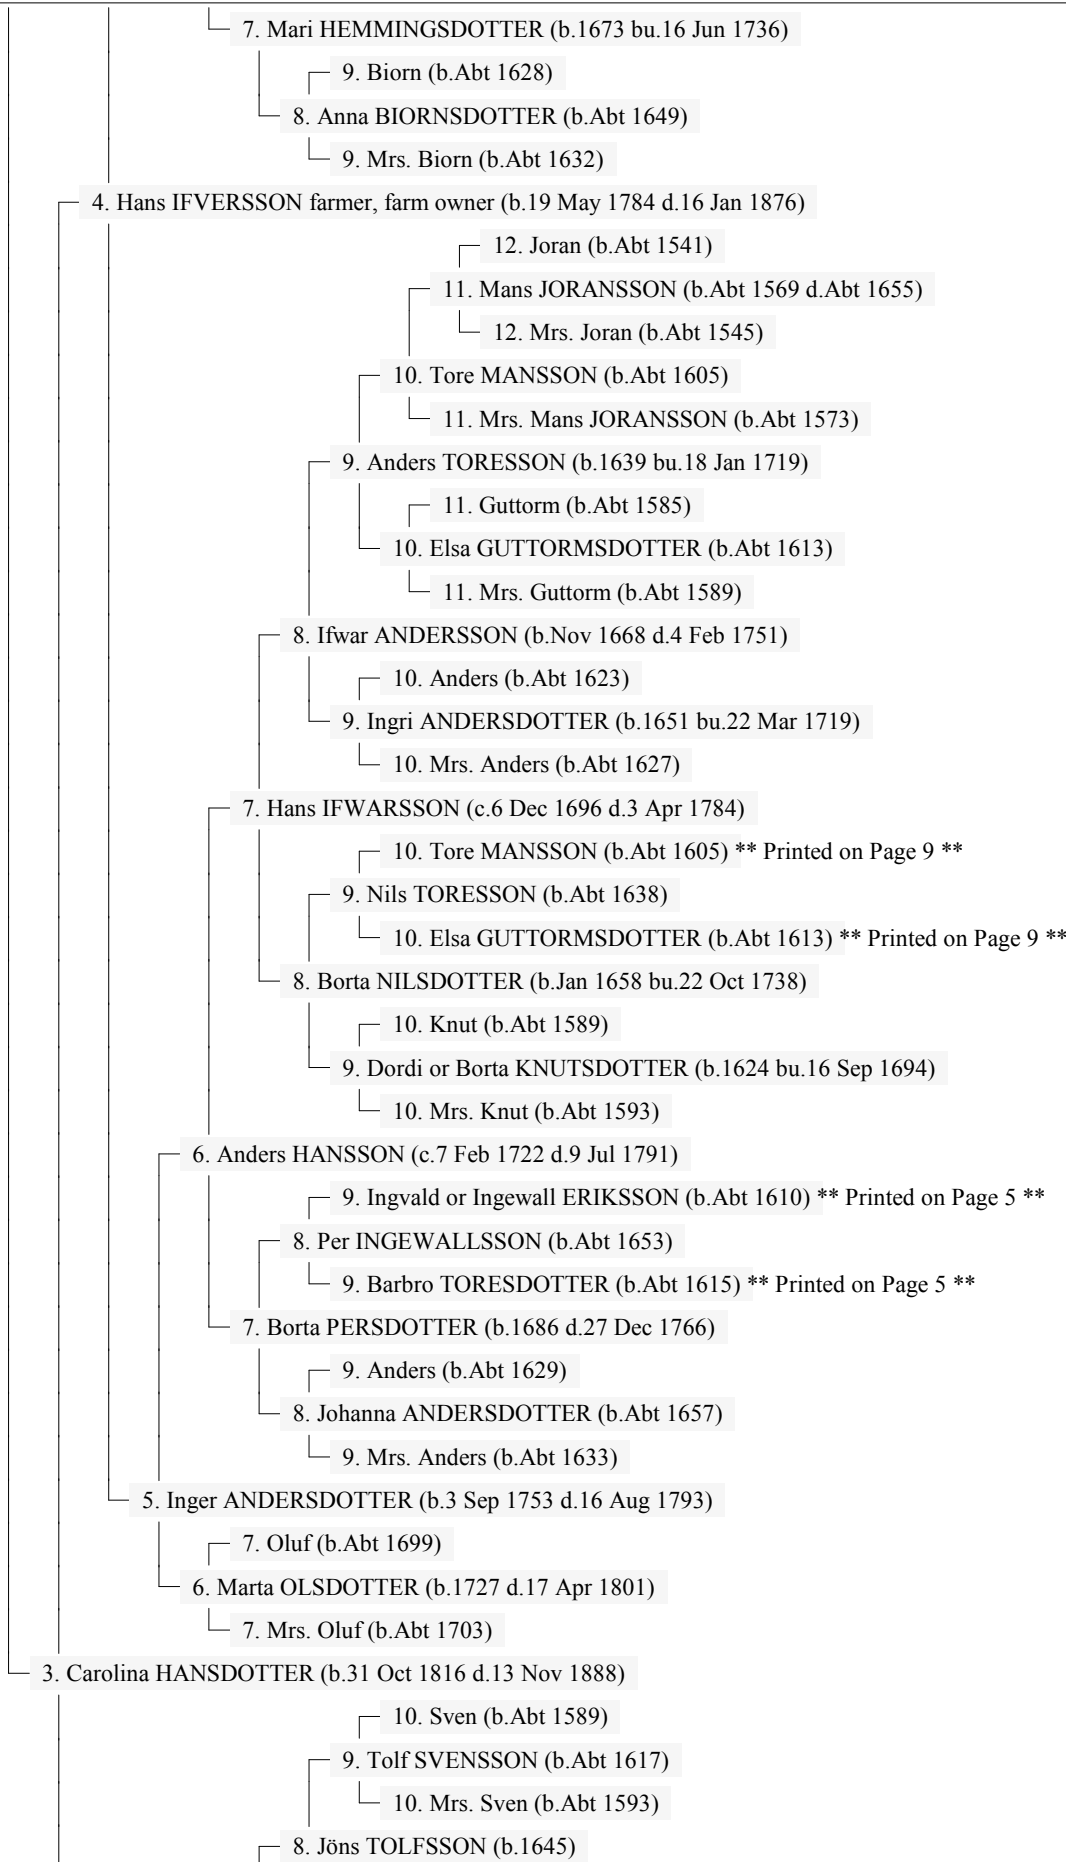 7. Mari HEMMINGSDOTTER (b.1673 bu.16 Jun 1736)
9. Biorn (b.Abt 1628)
8. Anna BIORNSDOTTER (b.Abt 1649)
9. Mrs. Biorn (b.Abt 1632)
4. Hans IFVERSSON farmer, farm owner (b.19 May 1784 d.16 Jan 1876)
12. Joran (b.Abt 1541)
11. Mans JORANSSON (b.Abt 1569 d.Abt 1655)
12. Mrs. Joran (b.Abt 1545)
10. Tore MANSSON (b.Abt 1605)
11. Mrs. Mans JORANSSON (b.Abt 1573)
9. Anders TORESSON (b.1639 bu.18 Jan 1719)
11. Guttorm (b.Abt 1585)
10. Elsa GUTTORMSDOTTER (b.Abt 1613)
11. Mrs. Guttorm (b.Abt 1589)
8. Ifwar ANDERSSON (b.Nov 1668 d.4 Feb 1751)
10. Anders (b.Abt 1623)
9. Ingri ANDERSDOTTER (b.1651 bu.22 Mar 1719)
10. Mrs. Anders (b.Abt 1627)
7. Hans IFWARSSON (c.6 Dec 1696 d.3 Apr 1784)
10. Tore MANSSON (b.Abt 1605) ** Printed on Page 9 **
9. Nils TORESSON (b.Abt 1638)
10. Elsa GUTTORMSDOTTER (b.Abt 1613) ** Printed on Page 9 **
8. Borta NILSDOTTER (b.Jan 1658 bu.22 Oct 1738)
10. Knut (b.Abt 1589)
9. Dordi or Borta KNUTSDOTTER (b.1624 bu.16 Sep 1694)
10. Mrs. Knut (b.Abt 1593)
6. Anders HANSSON (c.7 Feb 1722 d.9 Jul 1791)
9. Ingvald or Ingewall ERIKSSON (b.Abt 1610) ** Printed on Page 5 **
8. Per INGEWALLSSON (b.Abt 1653)
9. Barbro TORESDOTTER (b.Abt 1615) ** Printed on Page 5 **
7. Borta PERSDOTTER (b.1686 d.27 Dec 1766)
9. Anders (b.Abt 1629)
8. Johanna ANDERSDOTTER (b.Abt 1657)
9. Mrs. Anders (b.Abt 1633)
5. Inger ANDERSDOTTER (b.3 Sep 1753 d.16 Aug 1793)
7. Oluf (b.Abt 1699)
6. Marta OLSDOTTER (b.1727 d.17 Apr 1801)
7. Mrs. Oluf (b.Abt 1703)
3. Carolina HANSDOTTER (b.31 Oct 1816 d.13 Nov 1888)
10. Sven (b.Abt 1589)
9. Tolf SVENSSON (b.Abt 1617)
10. Mrs. Sven (b.Abt 1593)
8. Jöns TOLFSSON (b.1645)